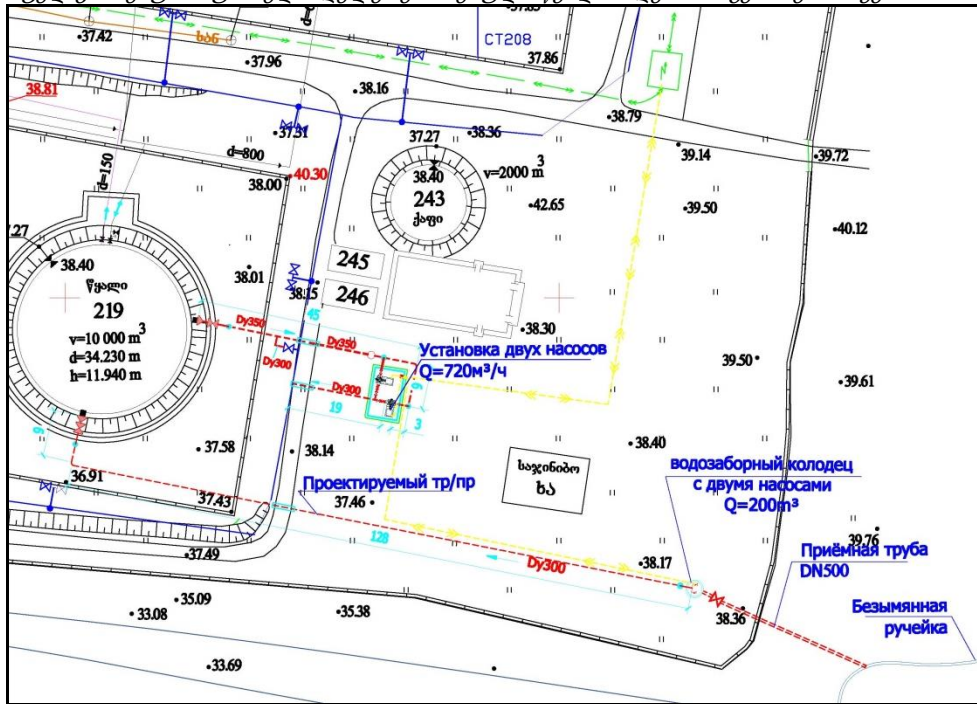 37.42
ხაზ
37.96
CT208
37.86
38.16
38.81
38.79
37.31
37.27
38.36
39.14
39.72
d=800
d=150
38.00
40.30
38.40
v=2000 m³
243
ქაფი
42.65
39.50
40.12
38.40
წყალი
219
v=10 000 m³
d=34.230 m
h=11.940 m
38.01
38.15
245
246
45
38.30
Dy350
Dy350
Dy300
Dy300
Установка двух насосов
Q=720м³/ч
39.50
39.61
19
6
3
6
37.58
38.14
38.40
36.91
37.43
Проектируемый тр/пр
37.46
водозаборный колодец
с двумя насосами
Q=200m³
128
Dy300
38.17
39.76
37.49
Приёмная труба
DN500
35.09
33.08
35.38
38.36
Безымянная
ручейка
33.69